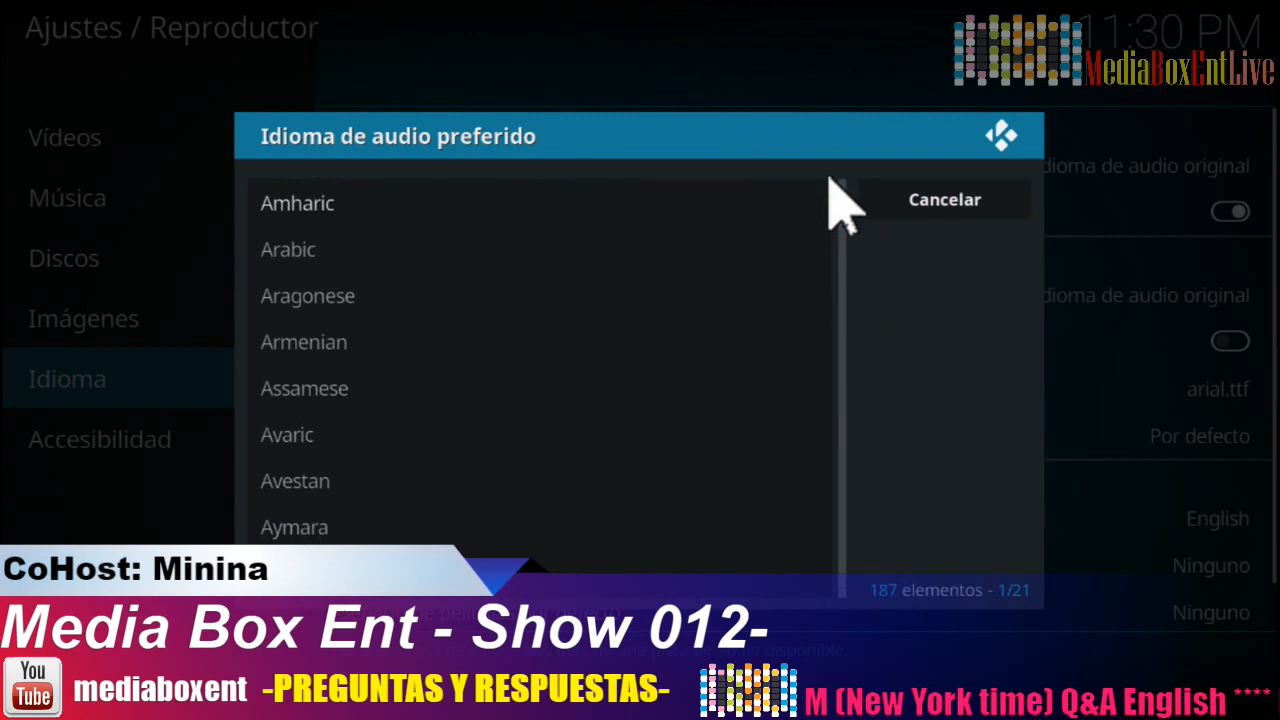 Ajustes / Reproductor
11:30 PM
MediaBoxEntLive
Vídeos
Música
Discos
Imágenes
Idioma
Accesibilidad
Idioma de audio preferido
Amharic
Arabic
Aragonese
Armenian
Assamese
Avaric
Avestan
Aymara
Cancelar
187 elementos - 1/21
idioma de audio original
idioma de audio original
arial.ttf
Por defecto
English
Ninguno
Ninguno
disponible.
CoHost: Minina
Media Box Ent - Show 012-
You
Tube
mediaboxent -PREGUNTAS Y RESPUESTAS-
M (New York time) Q&A English ****